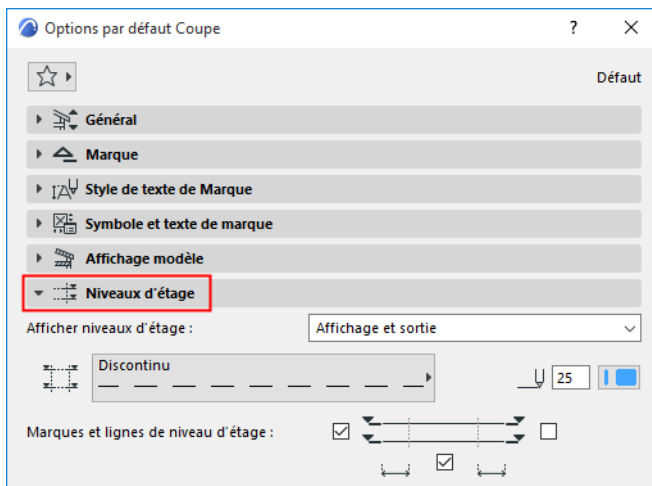 Options par défaut Coupe ?
Défaut
Général
Marque
Style de texte de Marque
Symbole et texte de marque
Affichage modèle
Niveaux d'étage
Afficher niveaux d'étage : Affichage et sortie
Discontinu 25
Marques et lignes de niveau d'étage :